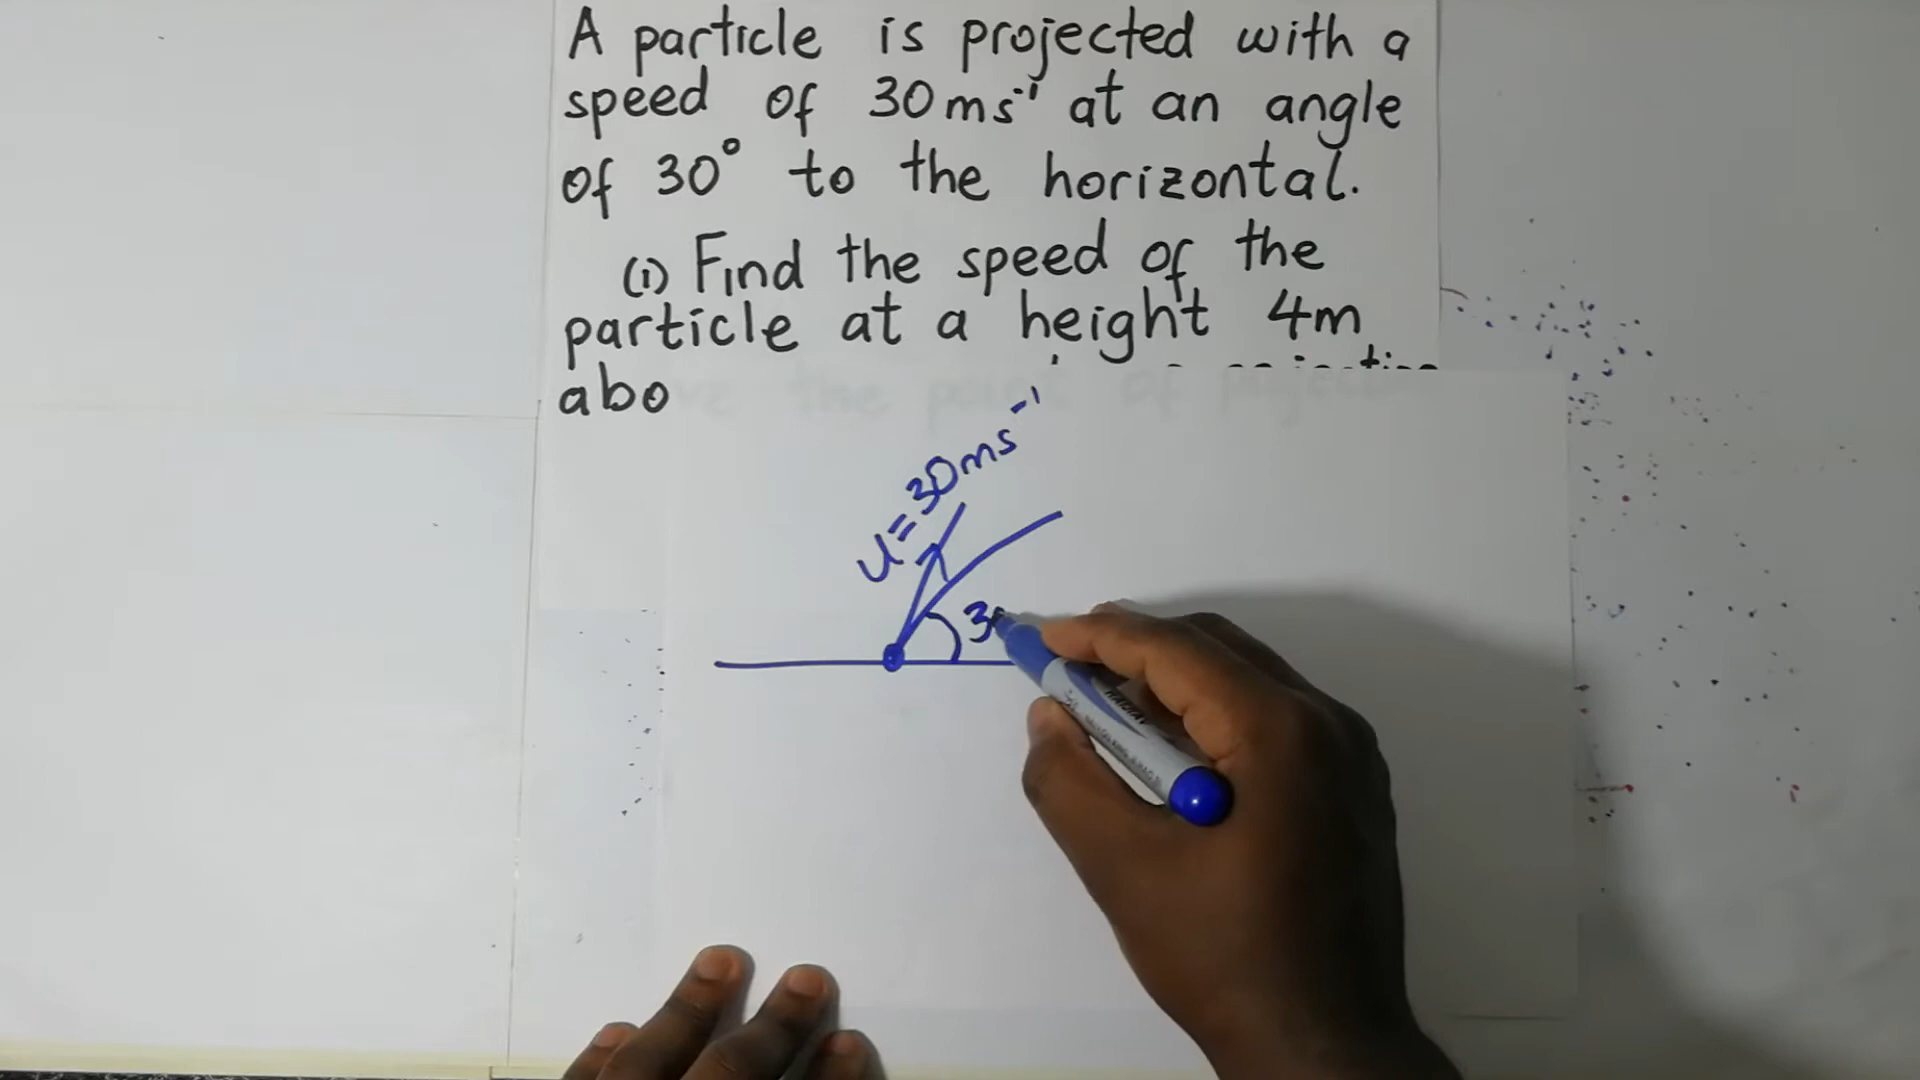 A particle is projected with a
speed of 30ms⁻¹ at an angle
of 30° to the horizontal.
(i) Find the speed of the
particle at a height 4m
abo
u=30ms⁻¹